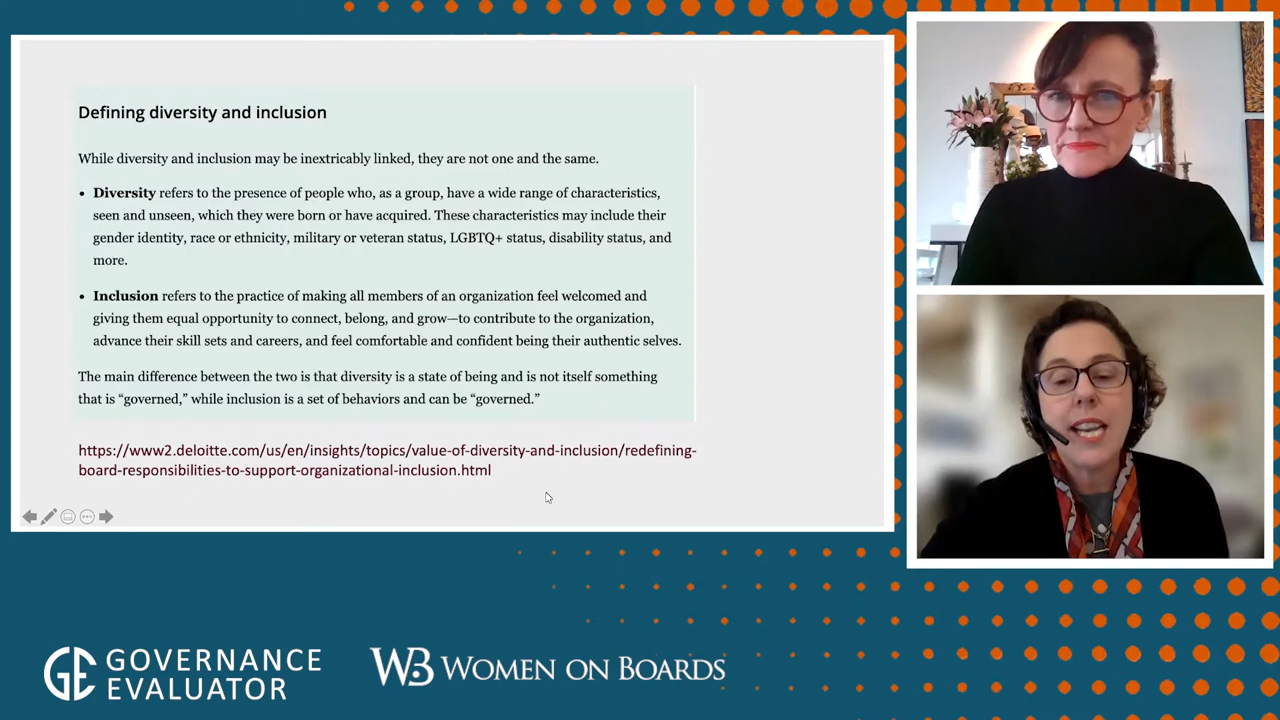 Defining diversity and inclusion
While diversity and inclusion may be inextricably linked, they are not one and the same.
• Diversity refers to the presence of people who, as a group, have a wide range of characteristics,
seen and unseen, which they were born or have acquired. These characteristics may include their
gender identity, race or ethnicity, military or veteran status, LGBTQ+ status, disability status, and
more.
• Inclusion refers to the practice of making all members of an organization feel welcomed and
giving them equal opportunity to connect, belong, and grow—to contribute to the organization,
advance their skill sets and careers, and feel comfortable and confident being their authentic selves.
The main difference between the two is that diversity is a state of being and is not itself something
that is “governed,” while inclusion is a set of behaviors and can be “governed.”
https://www2.deloitte.com/us/en/insights/topics/value-of-diversity-and-inclusion/redefining-
board-responsibilities-to-support-organizational-inclusion.html
GE GOVERNANCE
EVALUATOR
WB WOMEN ON BOARDS